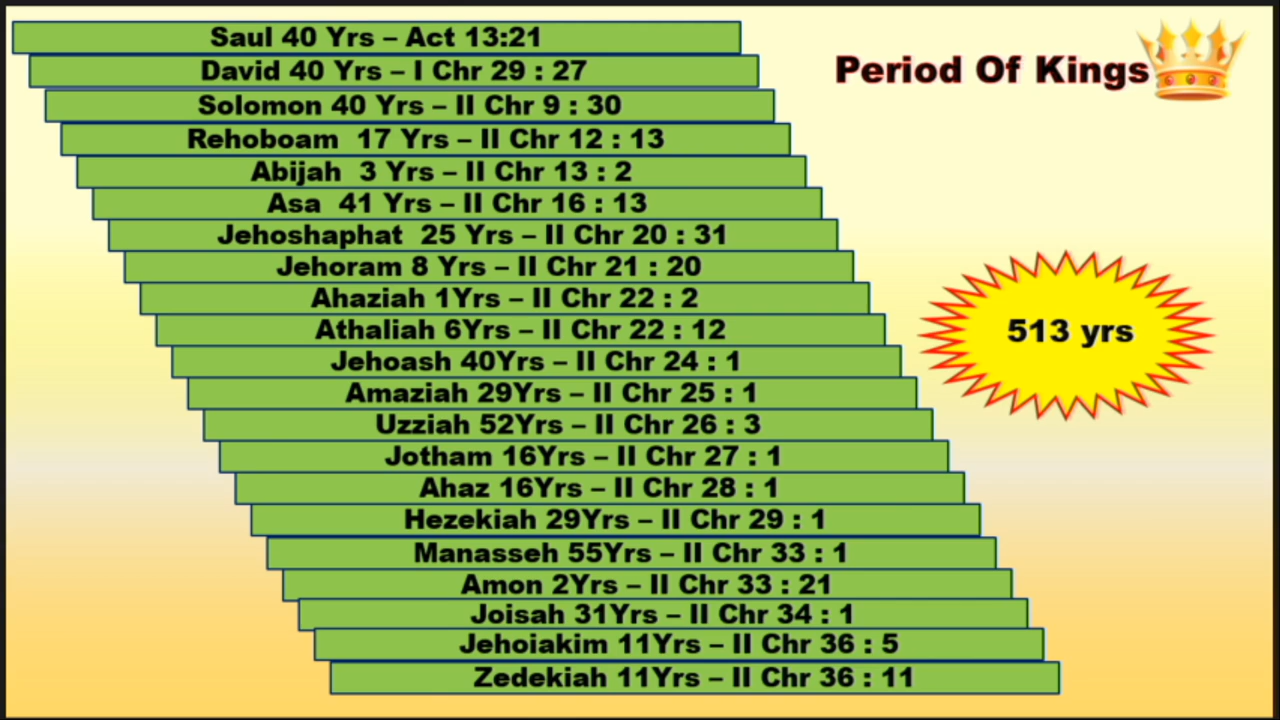 Saul 40 Yrs – Act 13:21
David 40 Yrs – I Chr 29 : 27
Solomon 40 Yrs – II Chr 9 : 30
Rehoboam  17 Yrs – II Chr 12 : 13
Abijah  3 Yrs – II Chr 13 : 2
Asa  41 Yrs – II Chr 16 : 13
Jehoshaphat  25 Yrs – II Chr 20 : 31
Jehoram 8 Yrs – II Chr 21 : 20
Ahaziah 1Yrs – II Chr 22 : 2
Athaliah 6Yrs – II Chr 22 : 12
Jehoash 40Yrs – II Chr 24 : 1
Amaziah 29Yrs – II Chr 25 : 1
Uzziah 52Yrs – II Chr 26 : 3
Jotham 16Yrs – II Chr 27 : 1
Ahaz 16Yrs – II Chr 28 : 1
Hezekiah 29Yrs – II Chr 29 : 1
Manasseh 55Yrs – II Chr 33 : 1
Amon 2Yrs – II Chr 33 : 21
Joisah 31Yrs – II Chr 34 : 1
Jehoiakim 11Yrs – II Chr 36 : 5
Zedekiah 11Yrs – II Chr 36 : 11
Period Of Kings
513 yrs